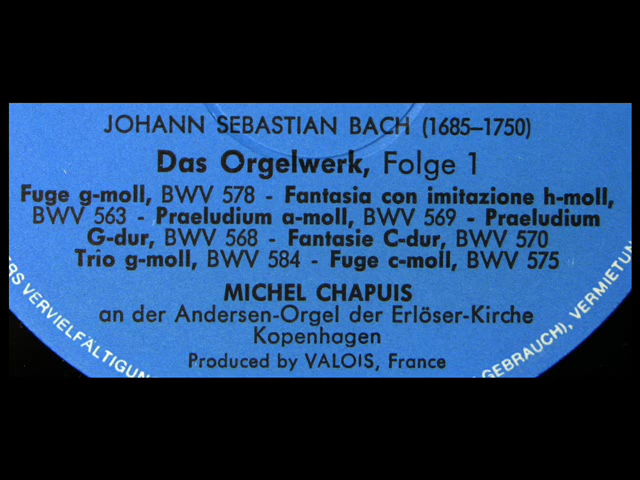 JOHANN SEBASTIAN BACH (1685–1750)
Das Orgelwerk, Folge 1
Fuge g-moll, BWV 578 - Fantasia con imitazione h-moll,
BWV 563 - Praeludium a-moll, BWV 569 - Praeludium
G-dur, BWV 568 - Fantasie C-dur, BWV 570
Trio g-moll, BWV 584 - Fuge c-moll, BWV 575
MICHEL CHAPUIS
an der Andersen-Orgel der Erlöser-Kirche
Kopenhagen
Produced by VALOIS, France
ERS VERVIELFÄLTIGUN
GEBRAUCH), VERMIETUN